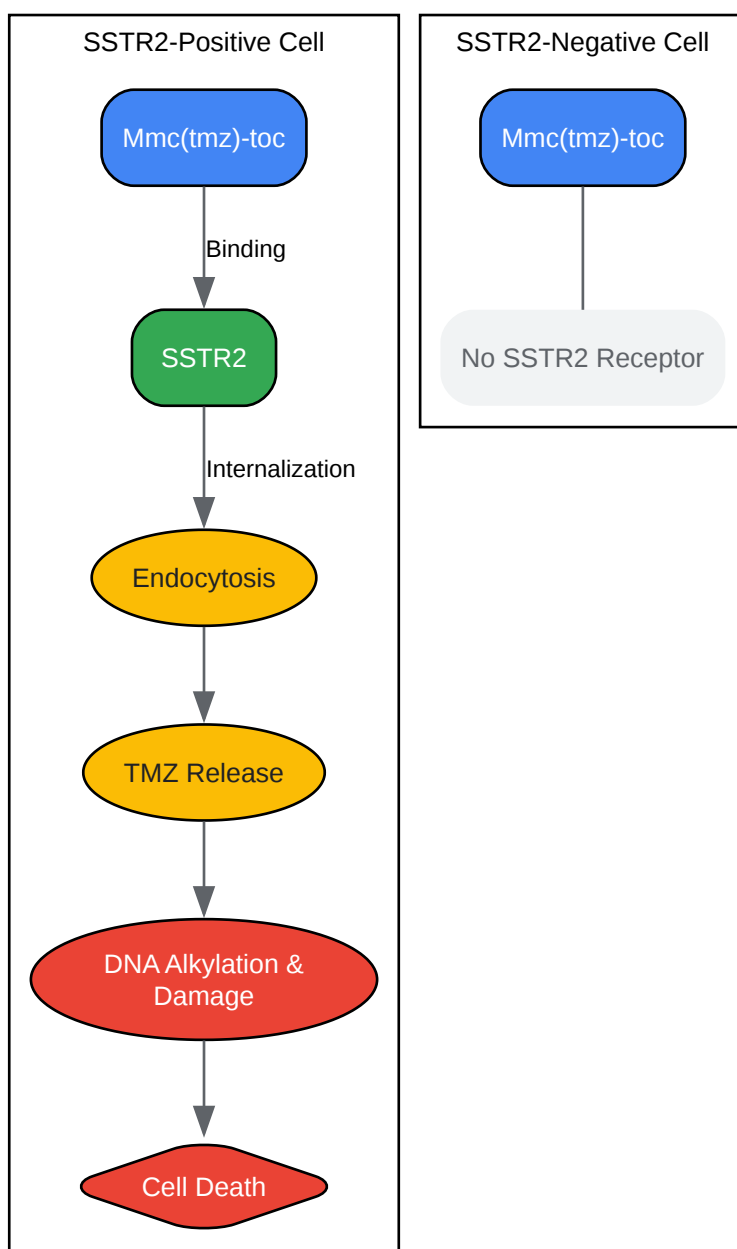 SSTR2-Positive Cell
Mmc(tmz)-toc
Binding
SSTR2
Internalization
Endocytosis
TMZ Release
DNA Alkylation &
Damage
Cell Death
SSTR2-Negative Cell
Mmc(tmz)-toc
No SSTR2 Receptor